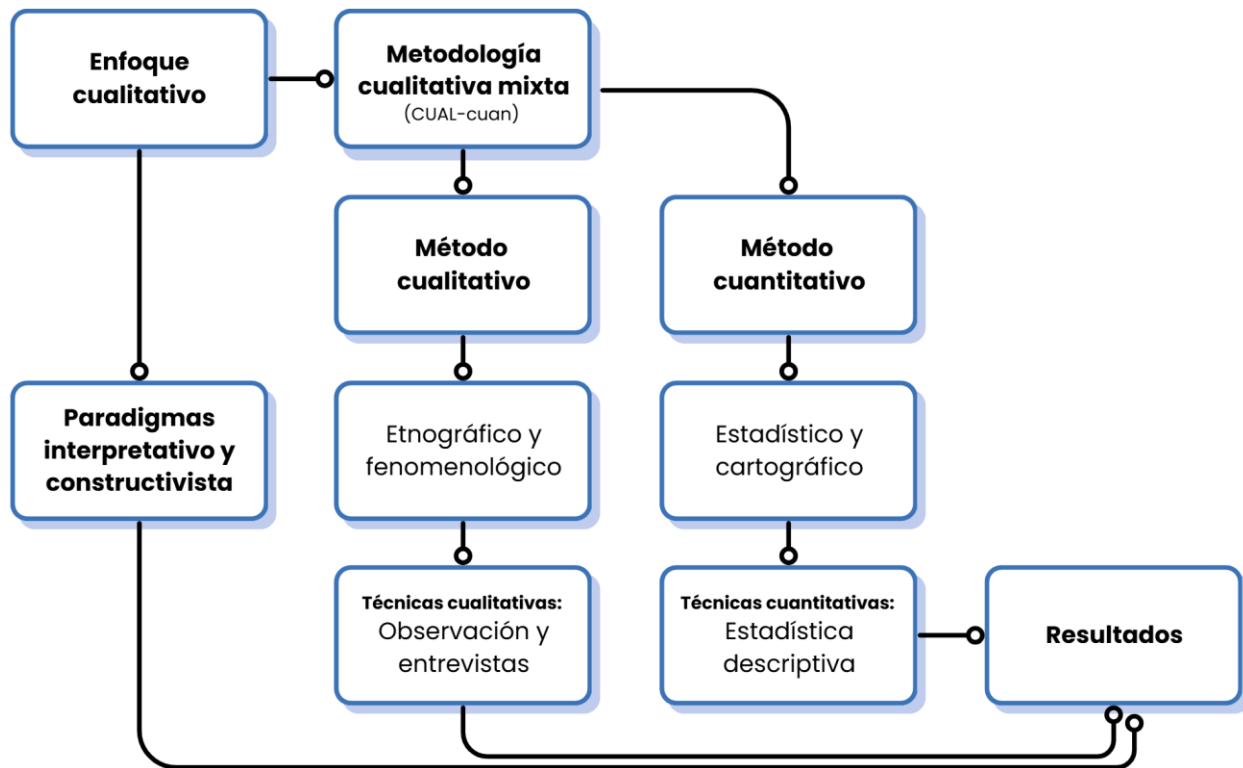 Enfoque
cualitativo
Metodología
cualitativa mixta
(CUAL-cuan)
Método
cualitativo
Método
cuantitativo
Paradigmas
interpretativo y
constructivista
Etnográfico y
fenomenológico
Estadístico y
cartográfico
Técnicas cualitativas:
Observación y
entrevistas
Técnicas cuantitativas:
Estadística
descriptiva
Resultados